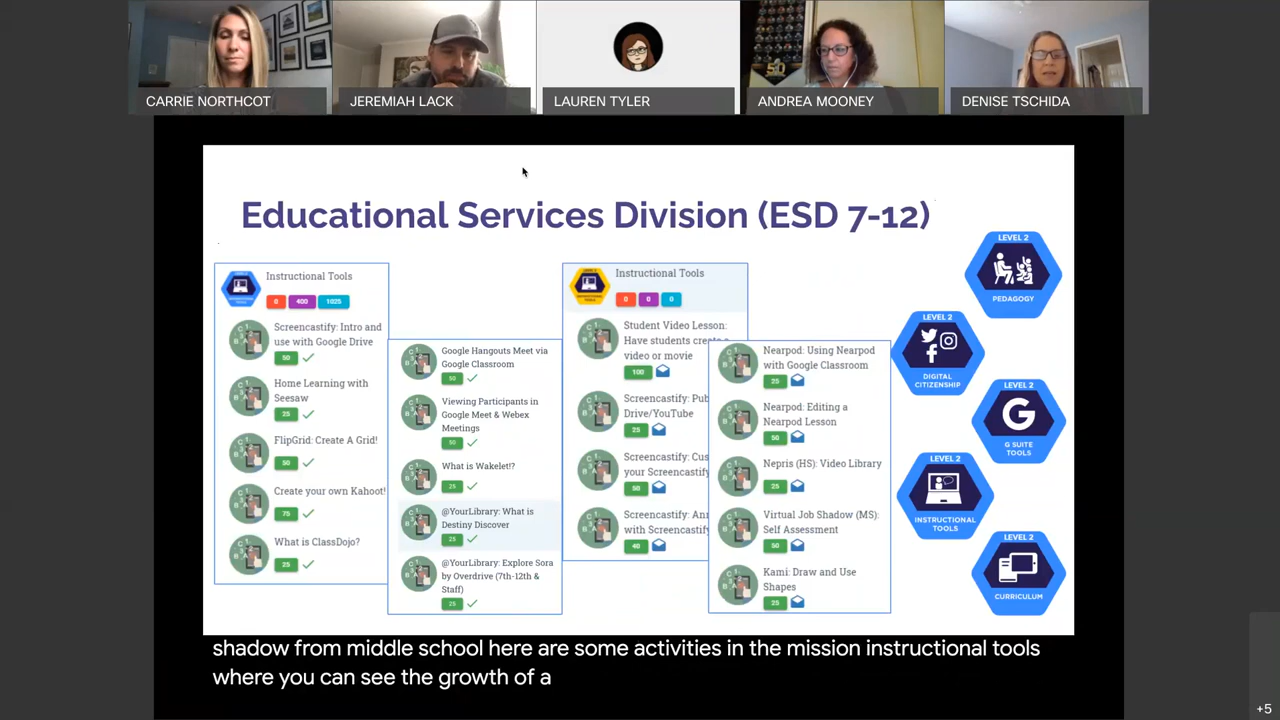 CARRIE NORTHCOT
JEREMIAH LACK
LAUREN TYLER
ANDREA MOONEY
DENISE TSCHIDA
Educational Services Division (ESD 7-12)
Instructional Tools
0 400 1025
Screencastify: Intro and
use with Google Drive
50
Home Learning with
Seesaw
25
FlipGrid: Create A Grid!
50
Create your own Kahoot!
75
What is ClassDojo?
25
Google Hangouts Meet via
Google Classroom
50
Viewing Participants in
Google Meet & Webex
Meetings
50
What is Wakelet!?
25
@YourLibrary: What is
Destiny Discover
25
@YourLibrary: Explore Sora
by Overdrive (7th-12th &
Staff)
25
Instructional Tools
0 0 0
Student Video Lesson:
Have students create a
video or movie
100
Screencastify: Pub
Drive/YouTube
25
Screencastify: Cus
your Screencastify
50
Screencastify: Ann
with Screencastify
40
Nearpod: Using Nearpod
with Google Classroom
25
Nearpod: Editing a
Nearpod Lesson
50
Nepris (HS): Video Library
25
Virtual Job Shadow (MS):
Self Assessment
50
Kami: Draw and Use
Shapes
25
LEVEL 2
PEDAGOGY
LEVEL 2
DIGITAL
CITIZENSHIP
LEVEL 2
G
G SUITE
TOOLS
LEVEL 2
INSTRUCTIONAL
TOOLS
LEVEL 2
CURRICULUM
shadow from middle school here are some activities in the mission instructional tools
where you can see the growth of a
+5